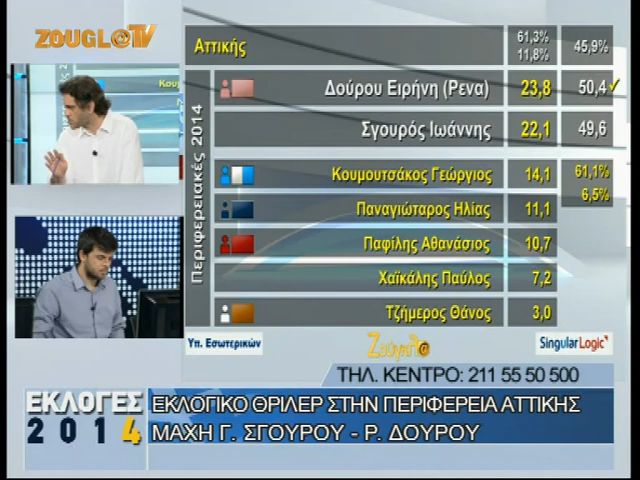 ZOUGL@TV
Κου
Αττικής 61,3% 11,8% 45,9%
Περιφερειακές 2014
Δούρου Ειρήνη (Ρενα) 23,8 50,4
Σγουρός Ιωάννης 22,1 49,6
Κουμουτσάκος Γεώργιος 14,1 61,1%
6,5%
Παναγιώταρος Ηλίας 11,1
Παφίλης Αθανάσιος 10,7
Χαϊκάλης Παύλος 7,2
Τζήμερος Θάνος 3,0
Υπ. Εσωτερικών Ζούγκλ@ SingularLogic
ΤΗΛ. ΚΕΝΤΡΟ: 211 55 50 500
ΕΚΛΟΓΕΣ 2014
ΕΚΛΟΓΙΚΟ ΘΡΙΛΕΡ ΣΤΗΝ ΠΕΡΙΦΕΡΕΙΑ ΑΤΤΙΚΗΣ
ΜΑΧΗ Γ. ΣΓΟΥΡΟΥ - Ρ. ΔΟΥΡΟΥ